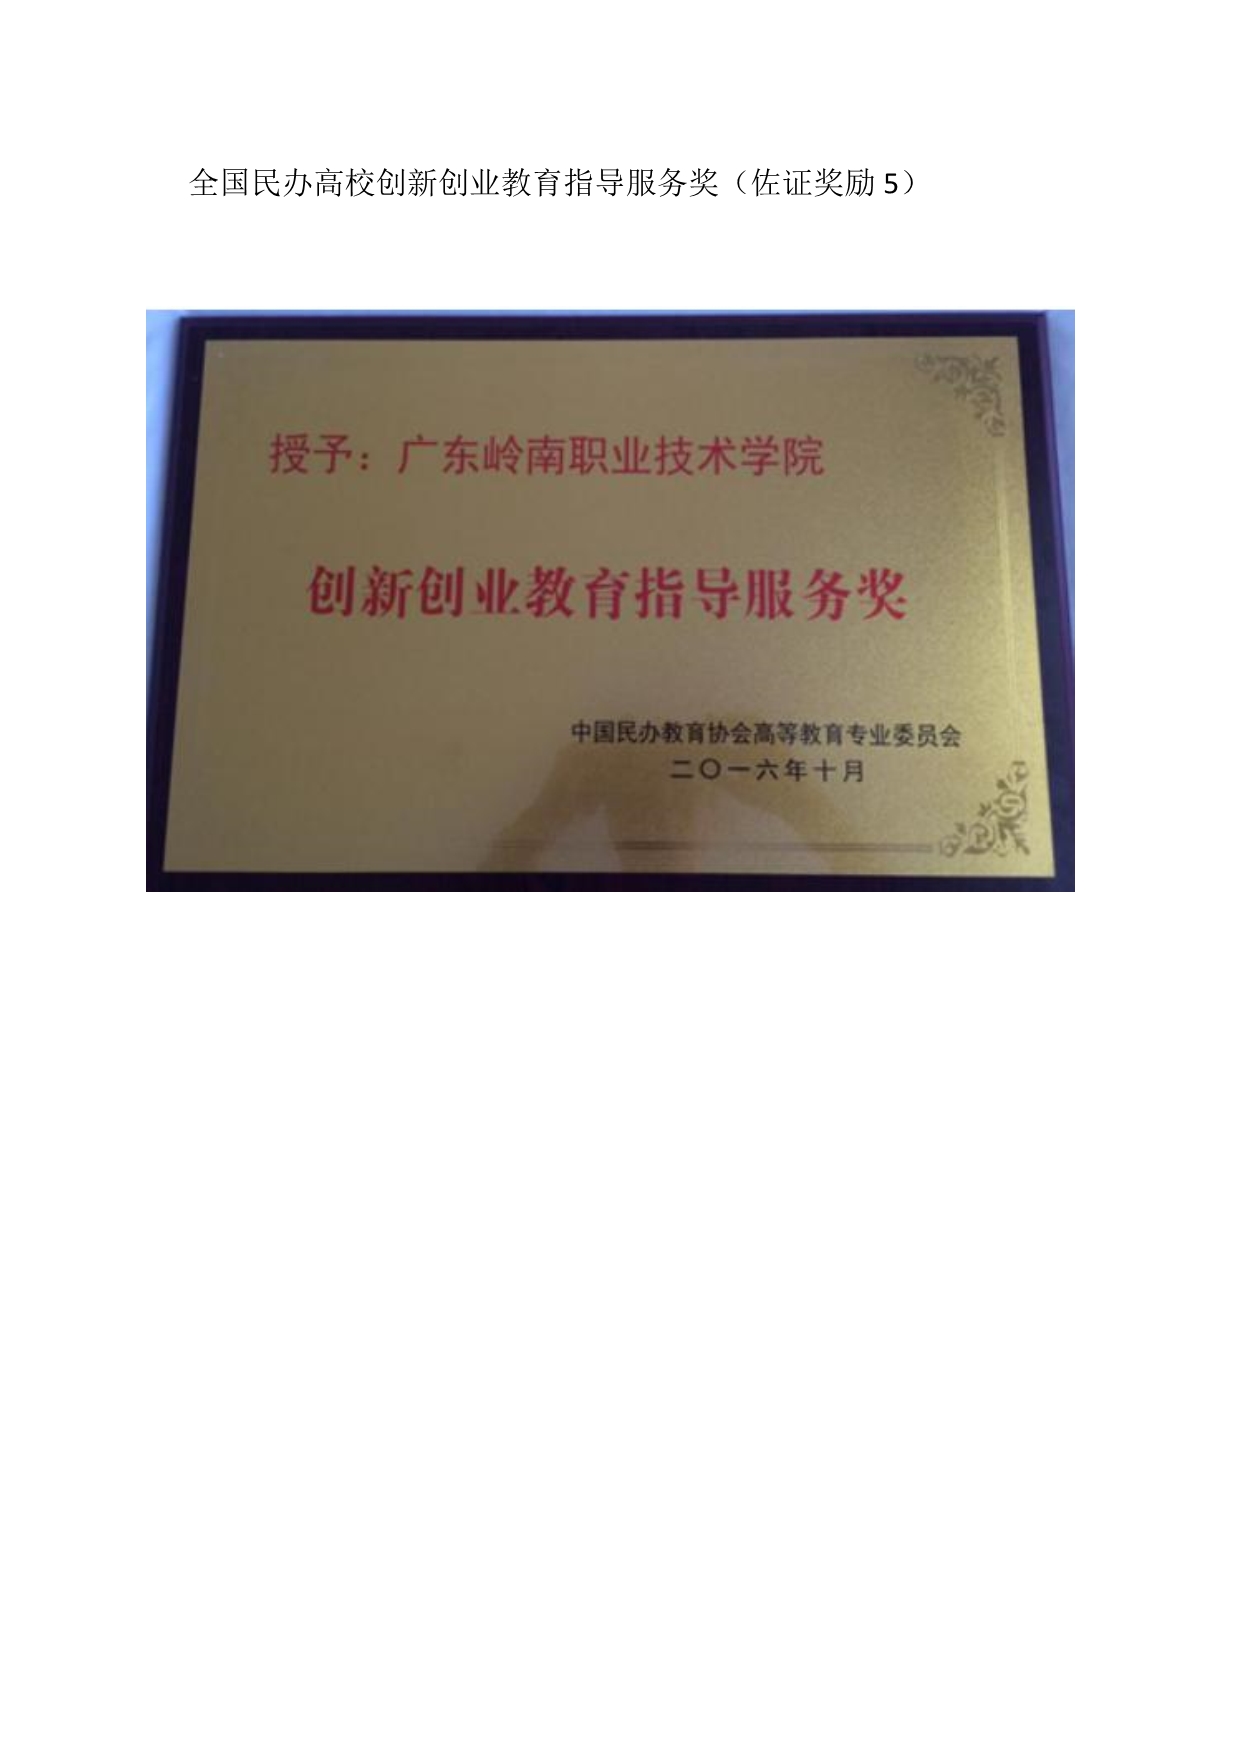 全国民办高校创新创业教育指导服务奖（佐证奖励 5）
授予：广东岭南职业技术学院
创新创业教育指导服务奖
中国民办教育协会高等教育专业委员会
二〇一六年十月